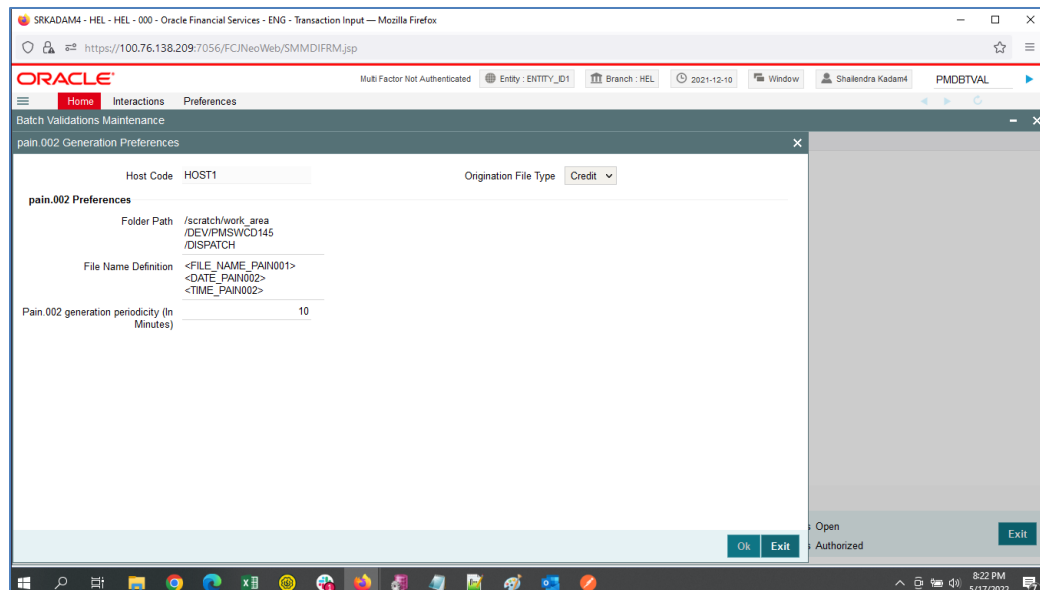 SRKADAM4 - HEL - HEL - 000 - Oracle Financial Services - ENG - Transaction Input — Mozilla Firefox
https://100.76.138.209:7056/FCJNeoWeb/SMMDIFRM.jsp
ORACLE Multi Factor Not Authenticated Entity : ENTITY_ID1 Branch : HEL 2021-12-10 Window Shailendra Kadam4 PMDBTVAL
Home Interactions Preferences
Batch Validations Maintenance
pain.002 Generation Preferences
Host Code HOST1 Origination File Type Credit
pain.002 Preferences
Folder Path /scratch/work_area
/DEV/PMSWCD145
/DISPATCH
File Name Definition <FILE_NAME_PAIN001>
<DATE_PAIN002>
<TIME_PAIN002>
Pain.002 generation periodicity (In 10
Minutes)
s Open
Exit
Ok Exit s Authorized
8:22 PM
5/17/2022